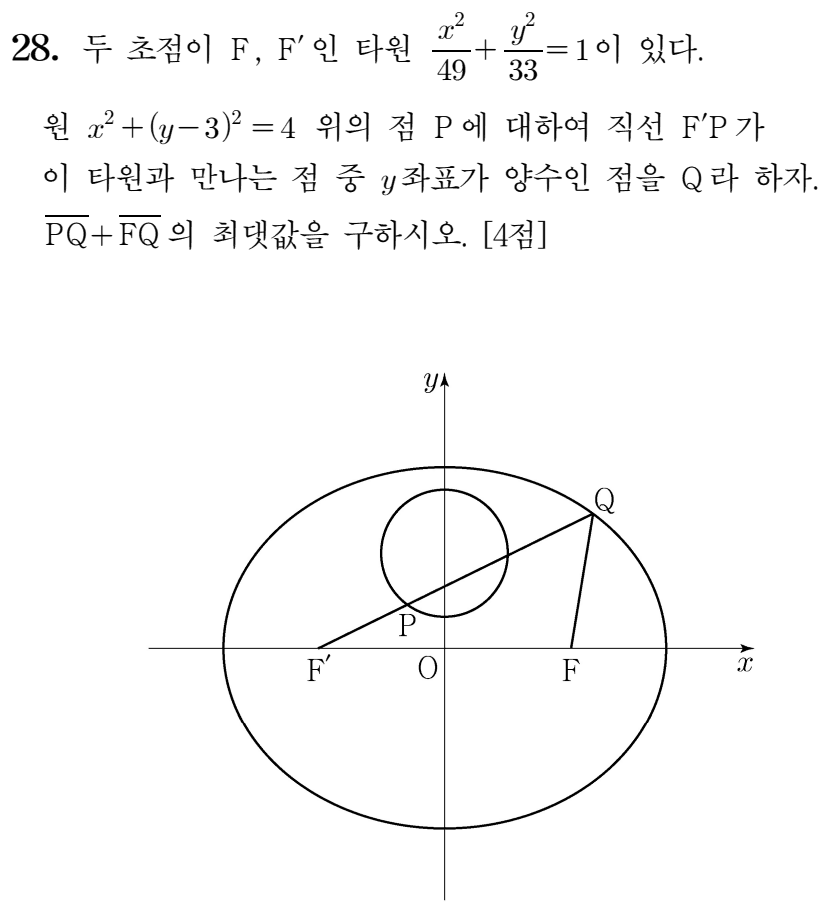 28. 두 초점이 F, F′인 타원 x²/49 + y²/33 = 1이 있다.
원 x² + (y−3)² = 4 위의 점 P에 대하여 직선 F′P가
이 타원과 만나는 점 중 y좌표가 양수인 점을 Q라 하자.
P̅Q̅ + F̅Q̅의 최댓값을 구하시오. [4점]
y
Q
P
F′
O
F
x